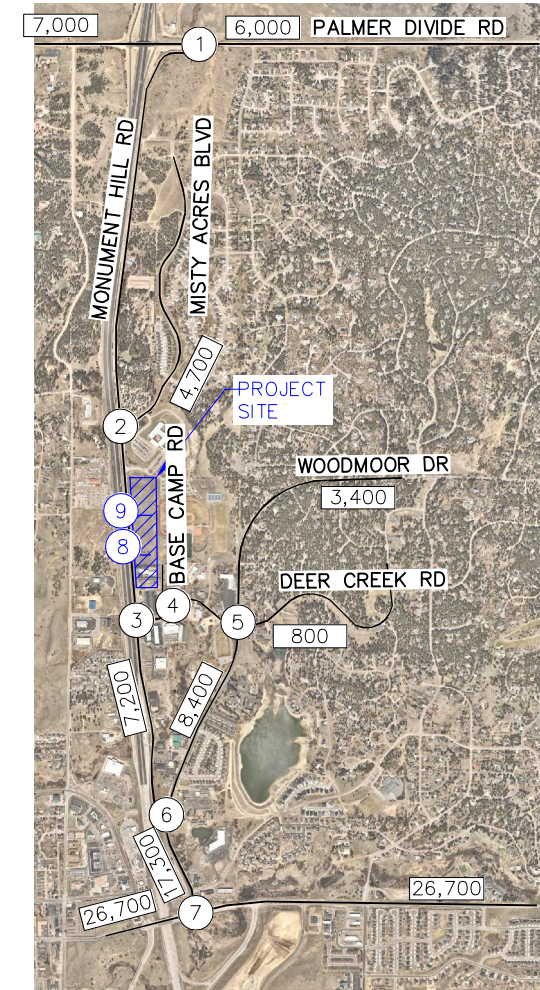 7,000
6,000
PALMER DIVIDE RD
1
MONUMENT HILL RD
MISTY ACRES BLVD
4,700
PROJECT
SITE
2
BASE CAMP RD
WOODMOOR DR
3,400
9
8
DEER CREEK RD
4
3
5
800
7,200
8,400
6
17,300
26,700
26,700
7